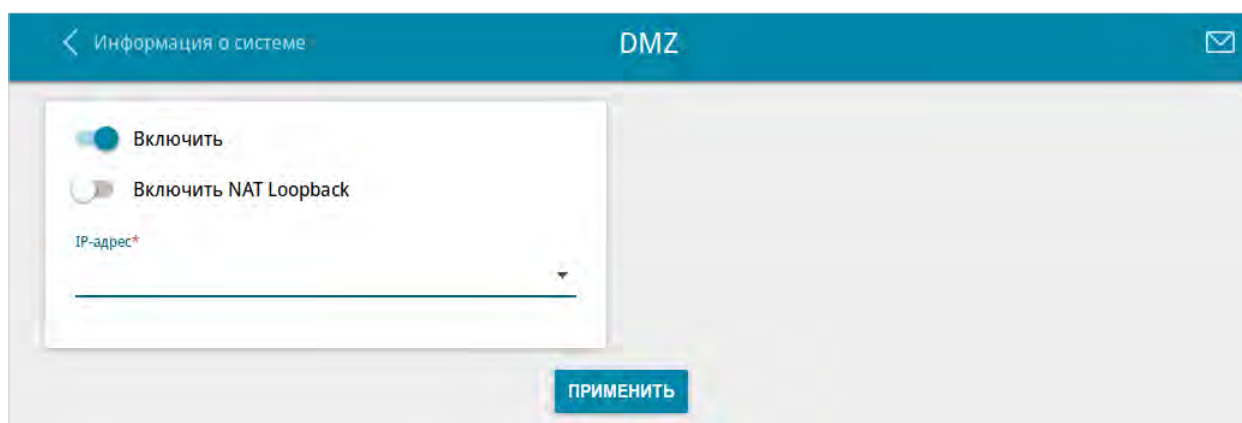 Информация о системе
DMZ
Включить
Включить NAT Loopback
IP-адрес*
ПРИМЕНИТЬ